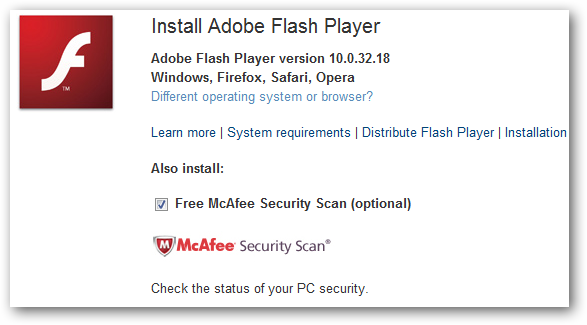 Install Adobe Flash Player
Adobe Flash Player version 10.0.32.18
Windows, Firefox, Safari, Opera
Different operating system or browser?
Learn more | System requirements | Distribute Flash Player | Installation
Also install:
Free McAfee Security Scan (optional)
McAfee Security Scan®
Check the status of your PC security.
TM